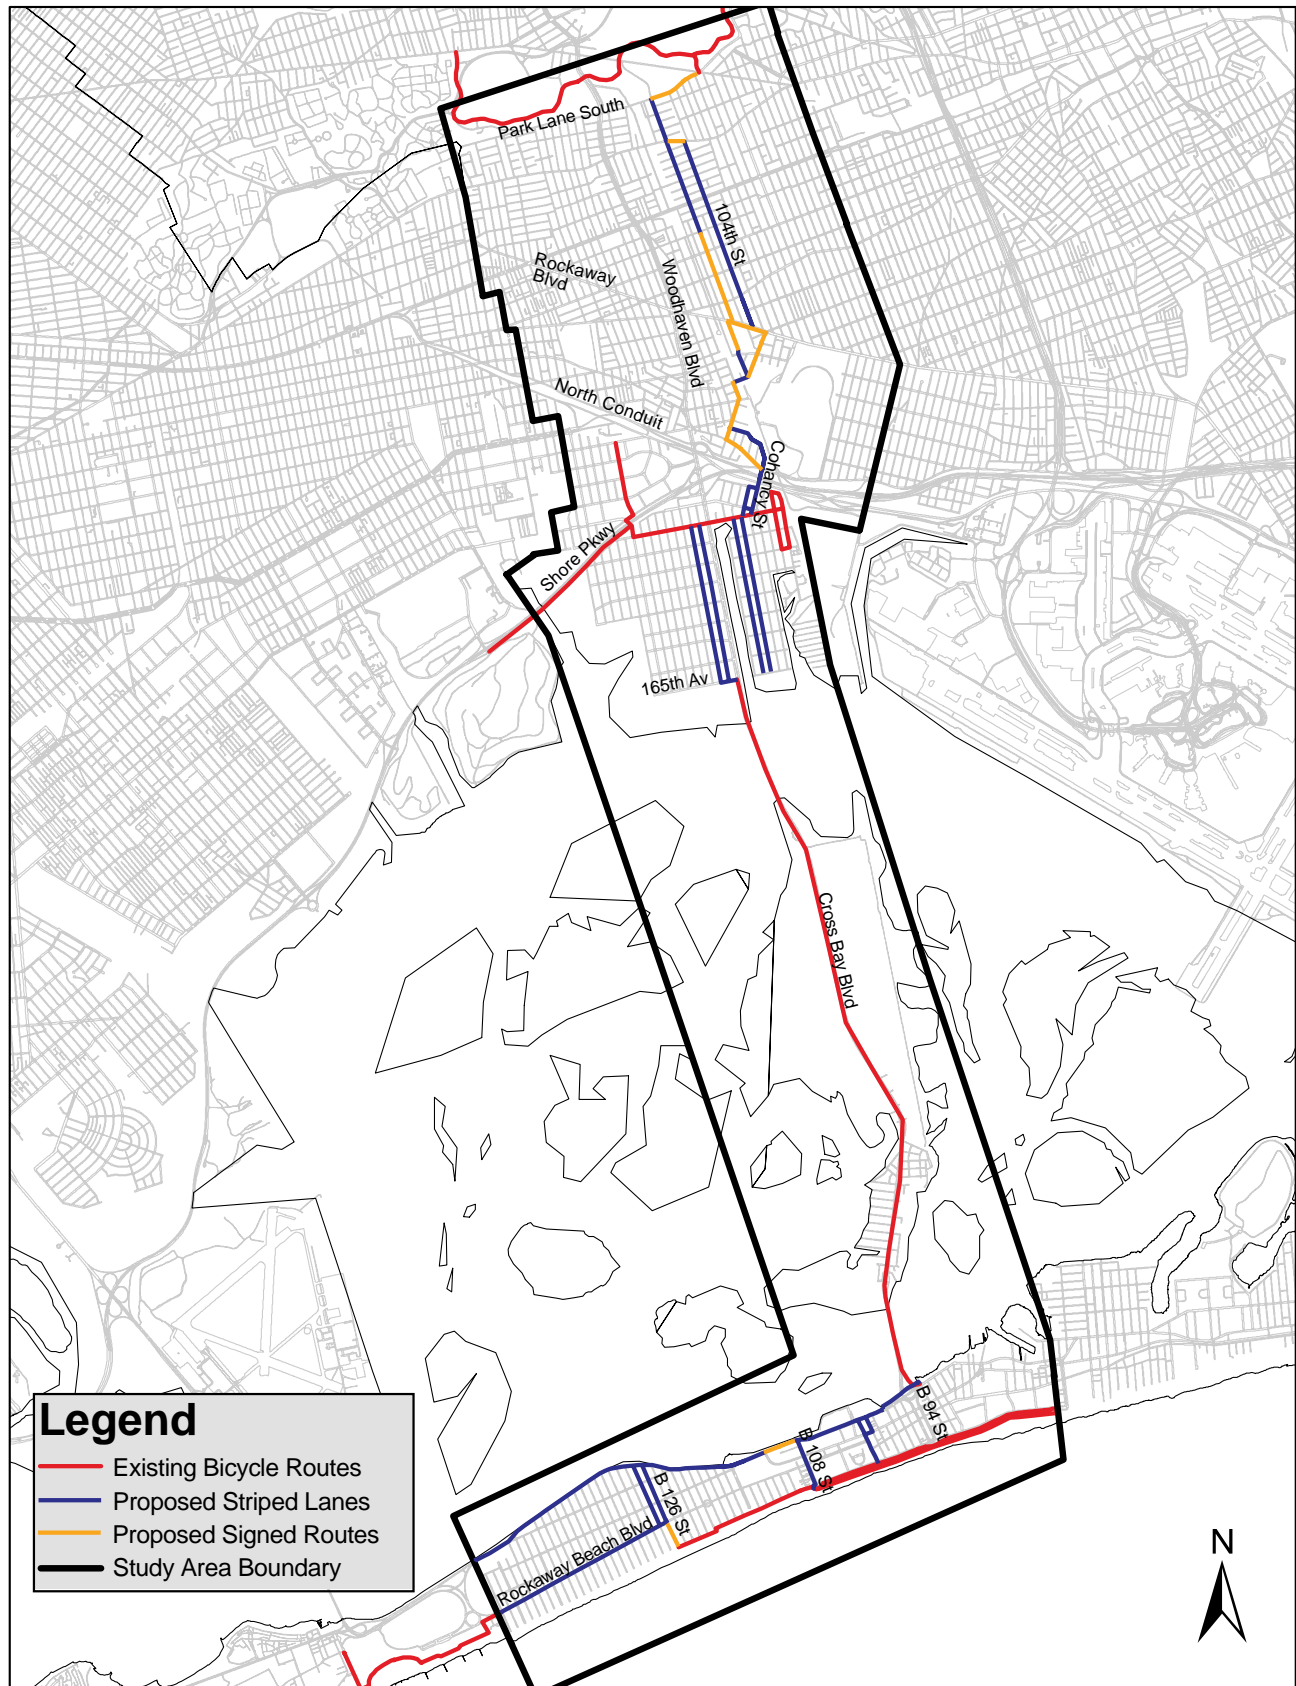 Park Lane South
104th St
Rockaway
Blvd
Woodhaven Blvd
North Conduit
Cohancy St
Shore Pkwy
165th Av
Cross Bay Blvd
B 94 St
B 108 St
B 126 St
Rockaway Beach Blvd
Legend
Existing Bicycle Routes
Proposed Striped Lanes
Proposed Signed Routes
Study Area Boundary
N